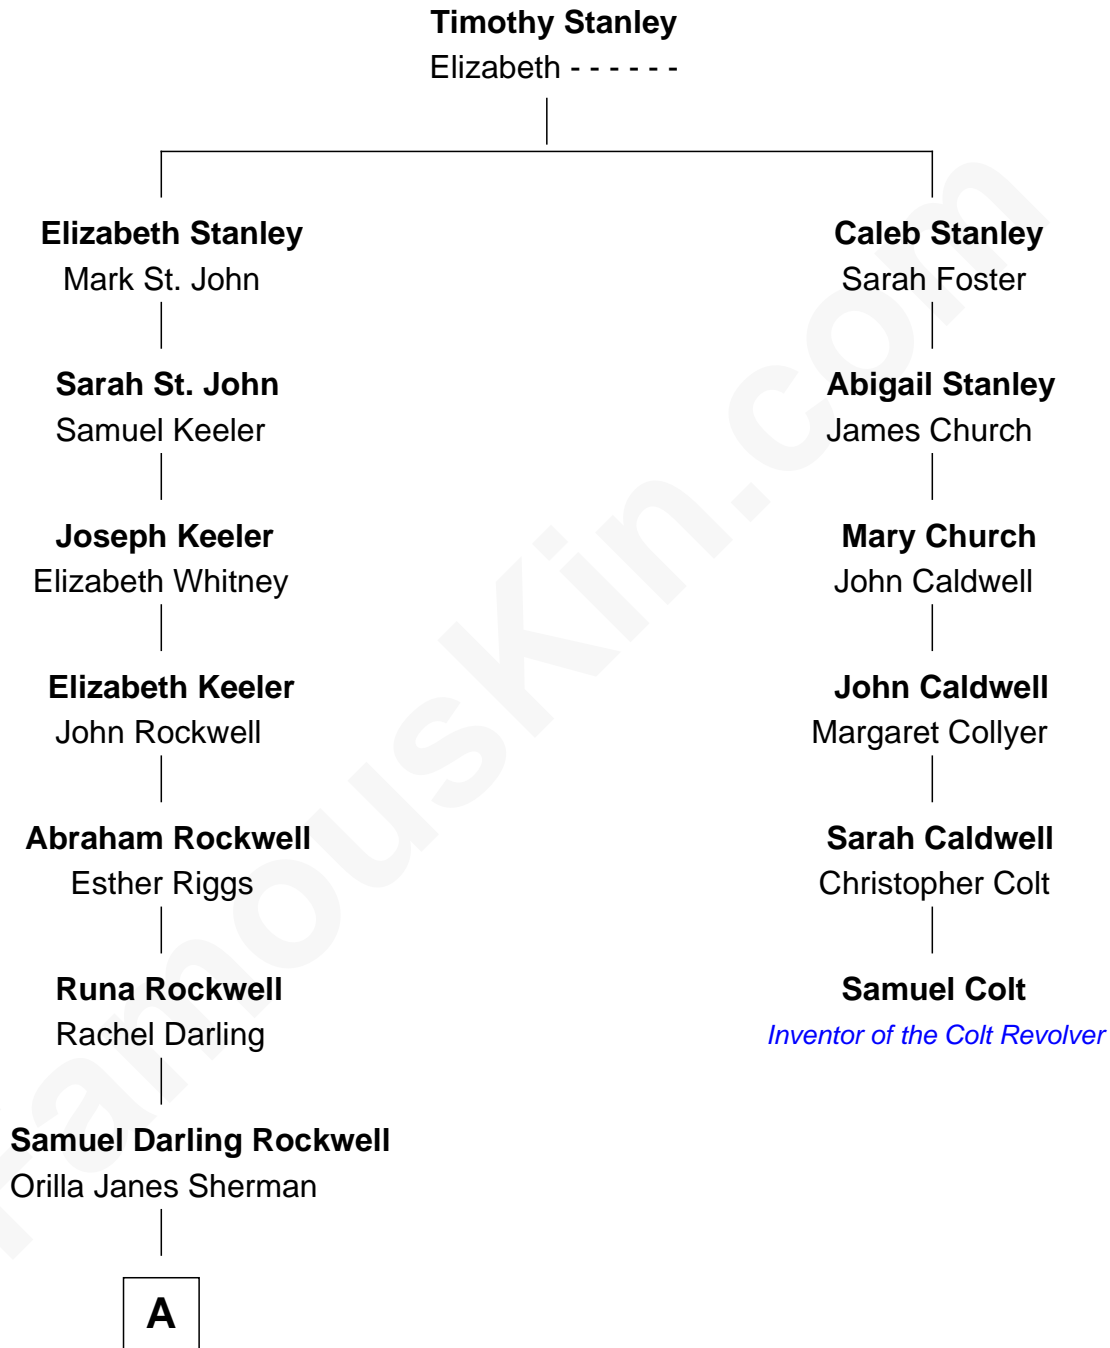 Timothy Stanley
Elizabeth - - - - - -
Elizabeth Stanley
Mark St. John
Caleb Stanley
Sarah Foster
Sarah St. John
Samuel Keeler
Abigail Stanley
James Church
Joseph Keeler
Elizabeth Whitney
Mary Church
John Caldwell
Elizabeth Keeler
John Rockwell
John Caldwell
Margaret Collyer
Abraham Rockwell
Esther Riggs
Sarah Caldwell
Christopher Colt
Runa Rockwell
Rachel Darling
Samuel Colt
Inventor of the Colt Revolver
Samuel Darling Rockwell
Orilla Janes Sherman
A
FamousKin.com